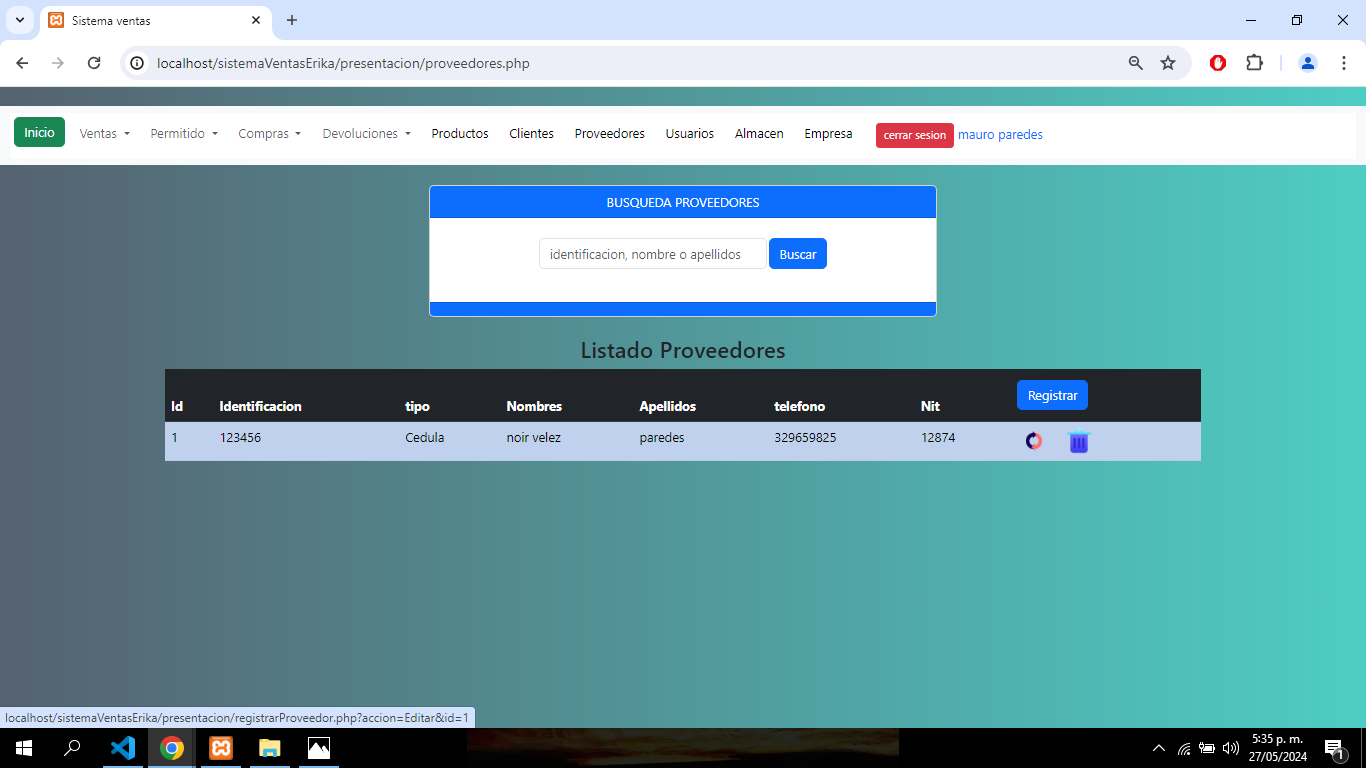 Sistema ventas
localhost/sistemaVentasErika/presentacion/proveedores.php
Inicio Ventas Permitido Compras Devoluciones Productos Clientes Proveedores Usuarios Almacen Empresa cerrar sesion mauro paredes
BUSQUEDA PROVEEDORES
identificacion, nombre o apellidos Buscar
Listado Proveedores
Id Identificacion tipo Nombres Apellidos telefono Nit Registrar
1 123456 Cedula noir velez paredes 329659825 12874
localhost/sistemaVentasErika/presentacion/registrarProveedor.php?accion=Editar&id=1
5:35 p. m.
27/05/2024
1